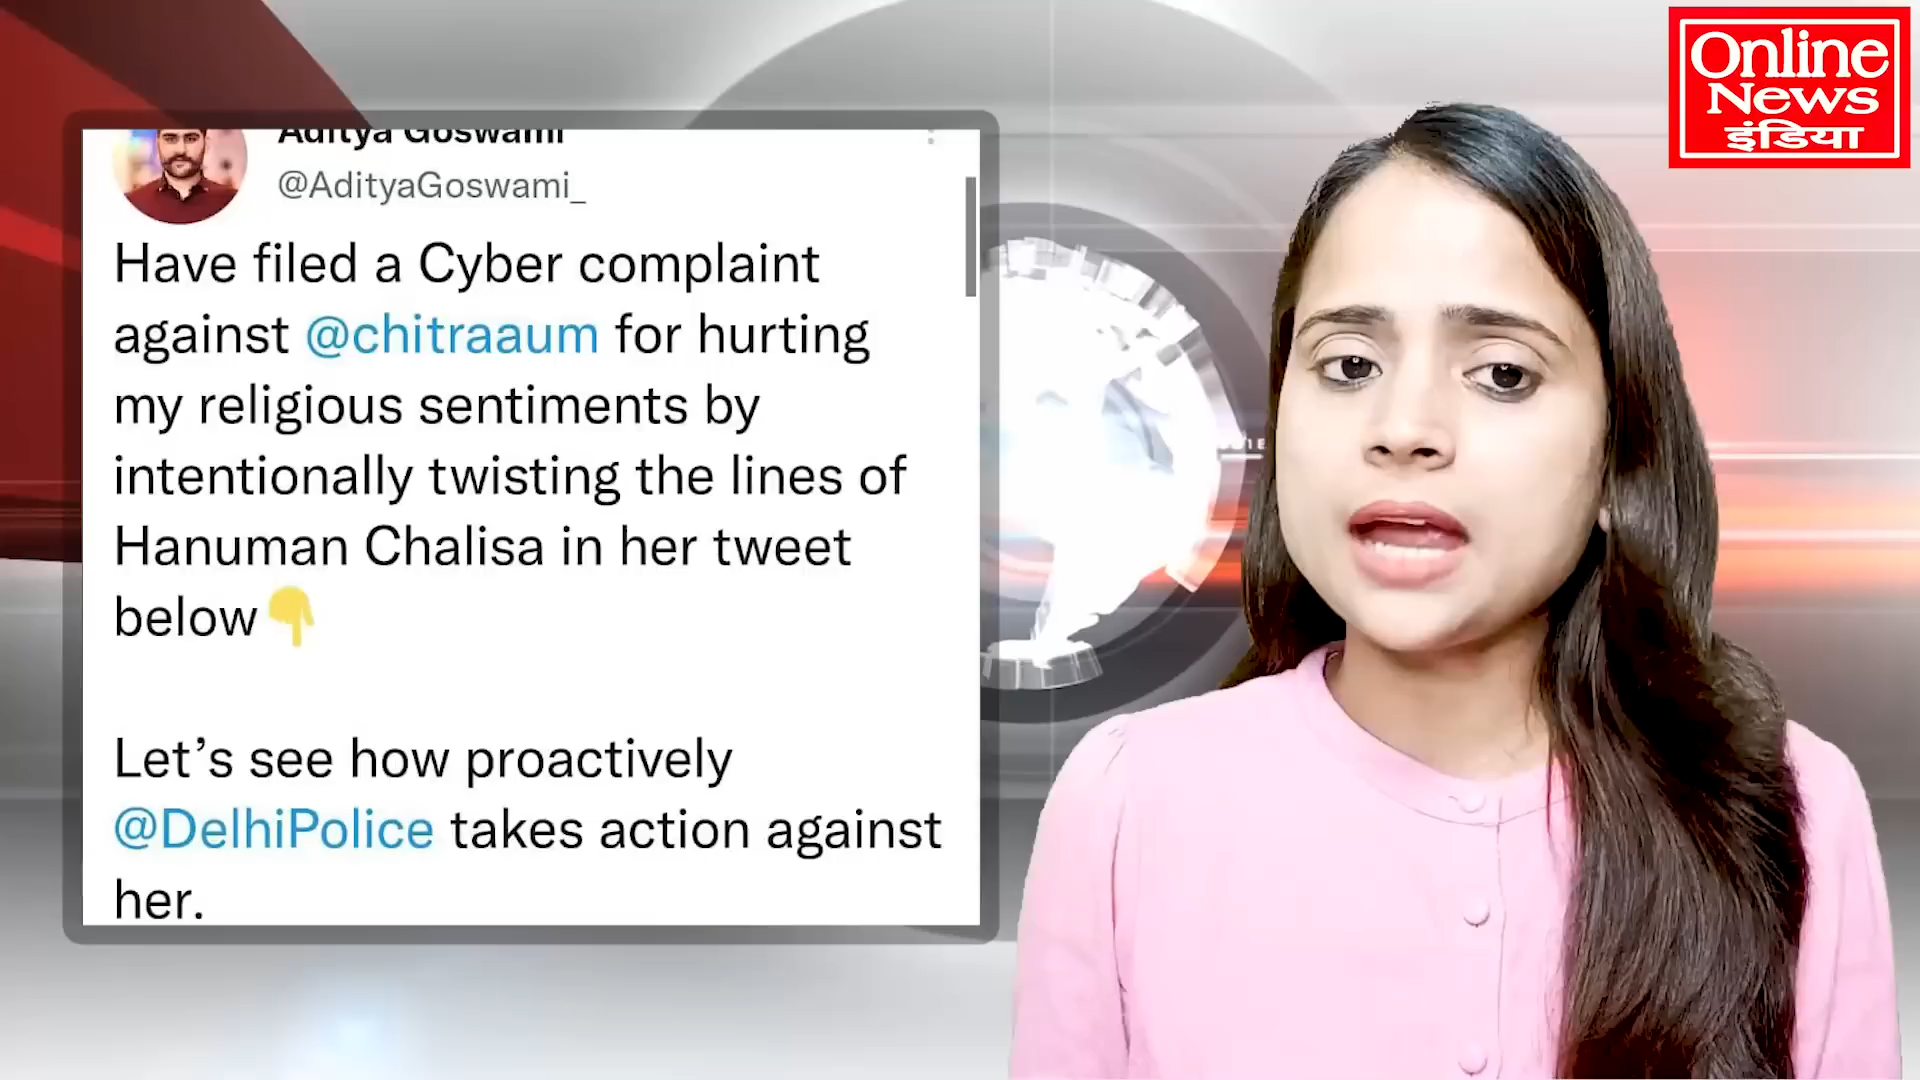 Aditya Goswami
@AdityaGoswami_
Have filed a Cyber complaint
against @chitraaum for hurting
my religious sentiments by
intentionally twisting the lines of
Hanuman Chalisa in her tweet
below👇
Let’s see how proactively
@DelhiPolice takes action against
her.
Online
News
इंडिया